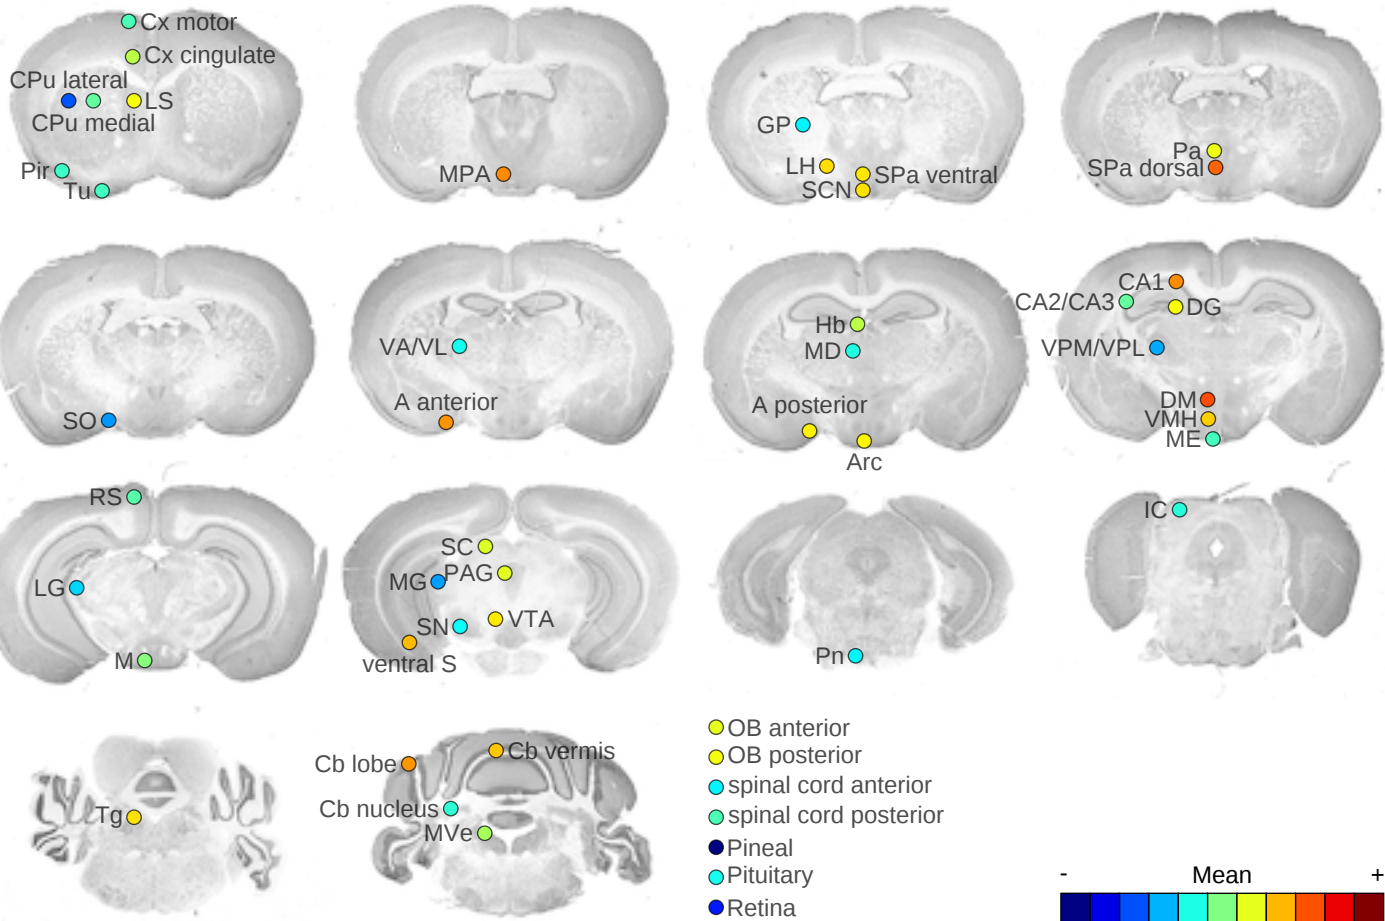 Cx motor
Cx cingulate
CPu lateral
LS
CPu medial
Pir
Tu
MPA
GP
LH
SPa ventral
SCN
Pa
SPa dorsal
SO
VA/VL
A anterior
Hb
MD
A posterior
Arc
CA1
CA2/CA3
DG
VPM/VPL
DM
VMH
ME
RS
LG
M
SC
MG
PAG
SN
VTA
ventral S
Pn
IC
Tg
Cb lobe
Cb vermis
Cb nucleus
MVe
OB anterior
OB posterior
spinal cord anterior
spinal cord posterior
Pineal
Pituitary
Retina
- Mean +